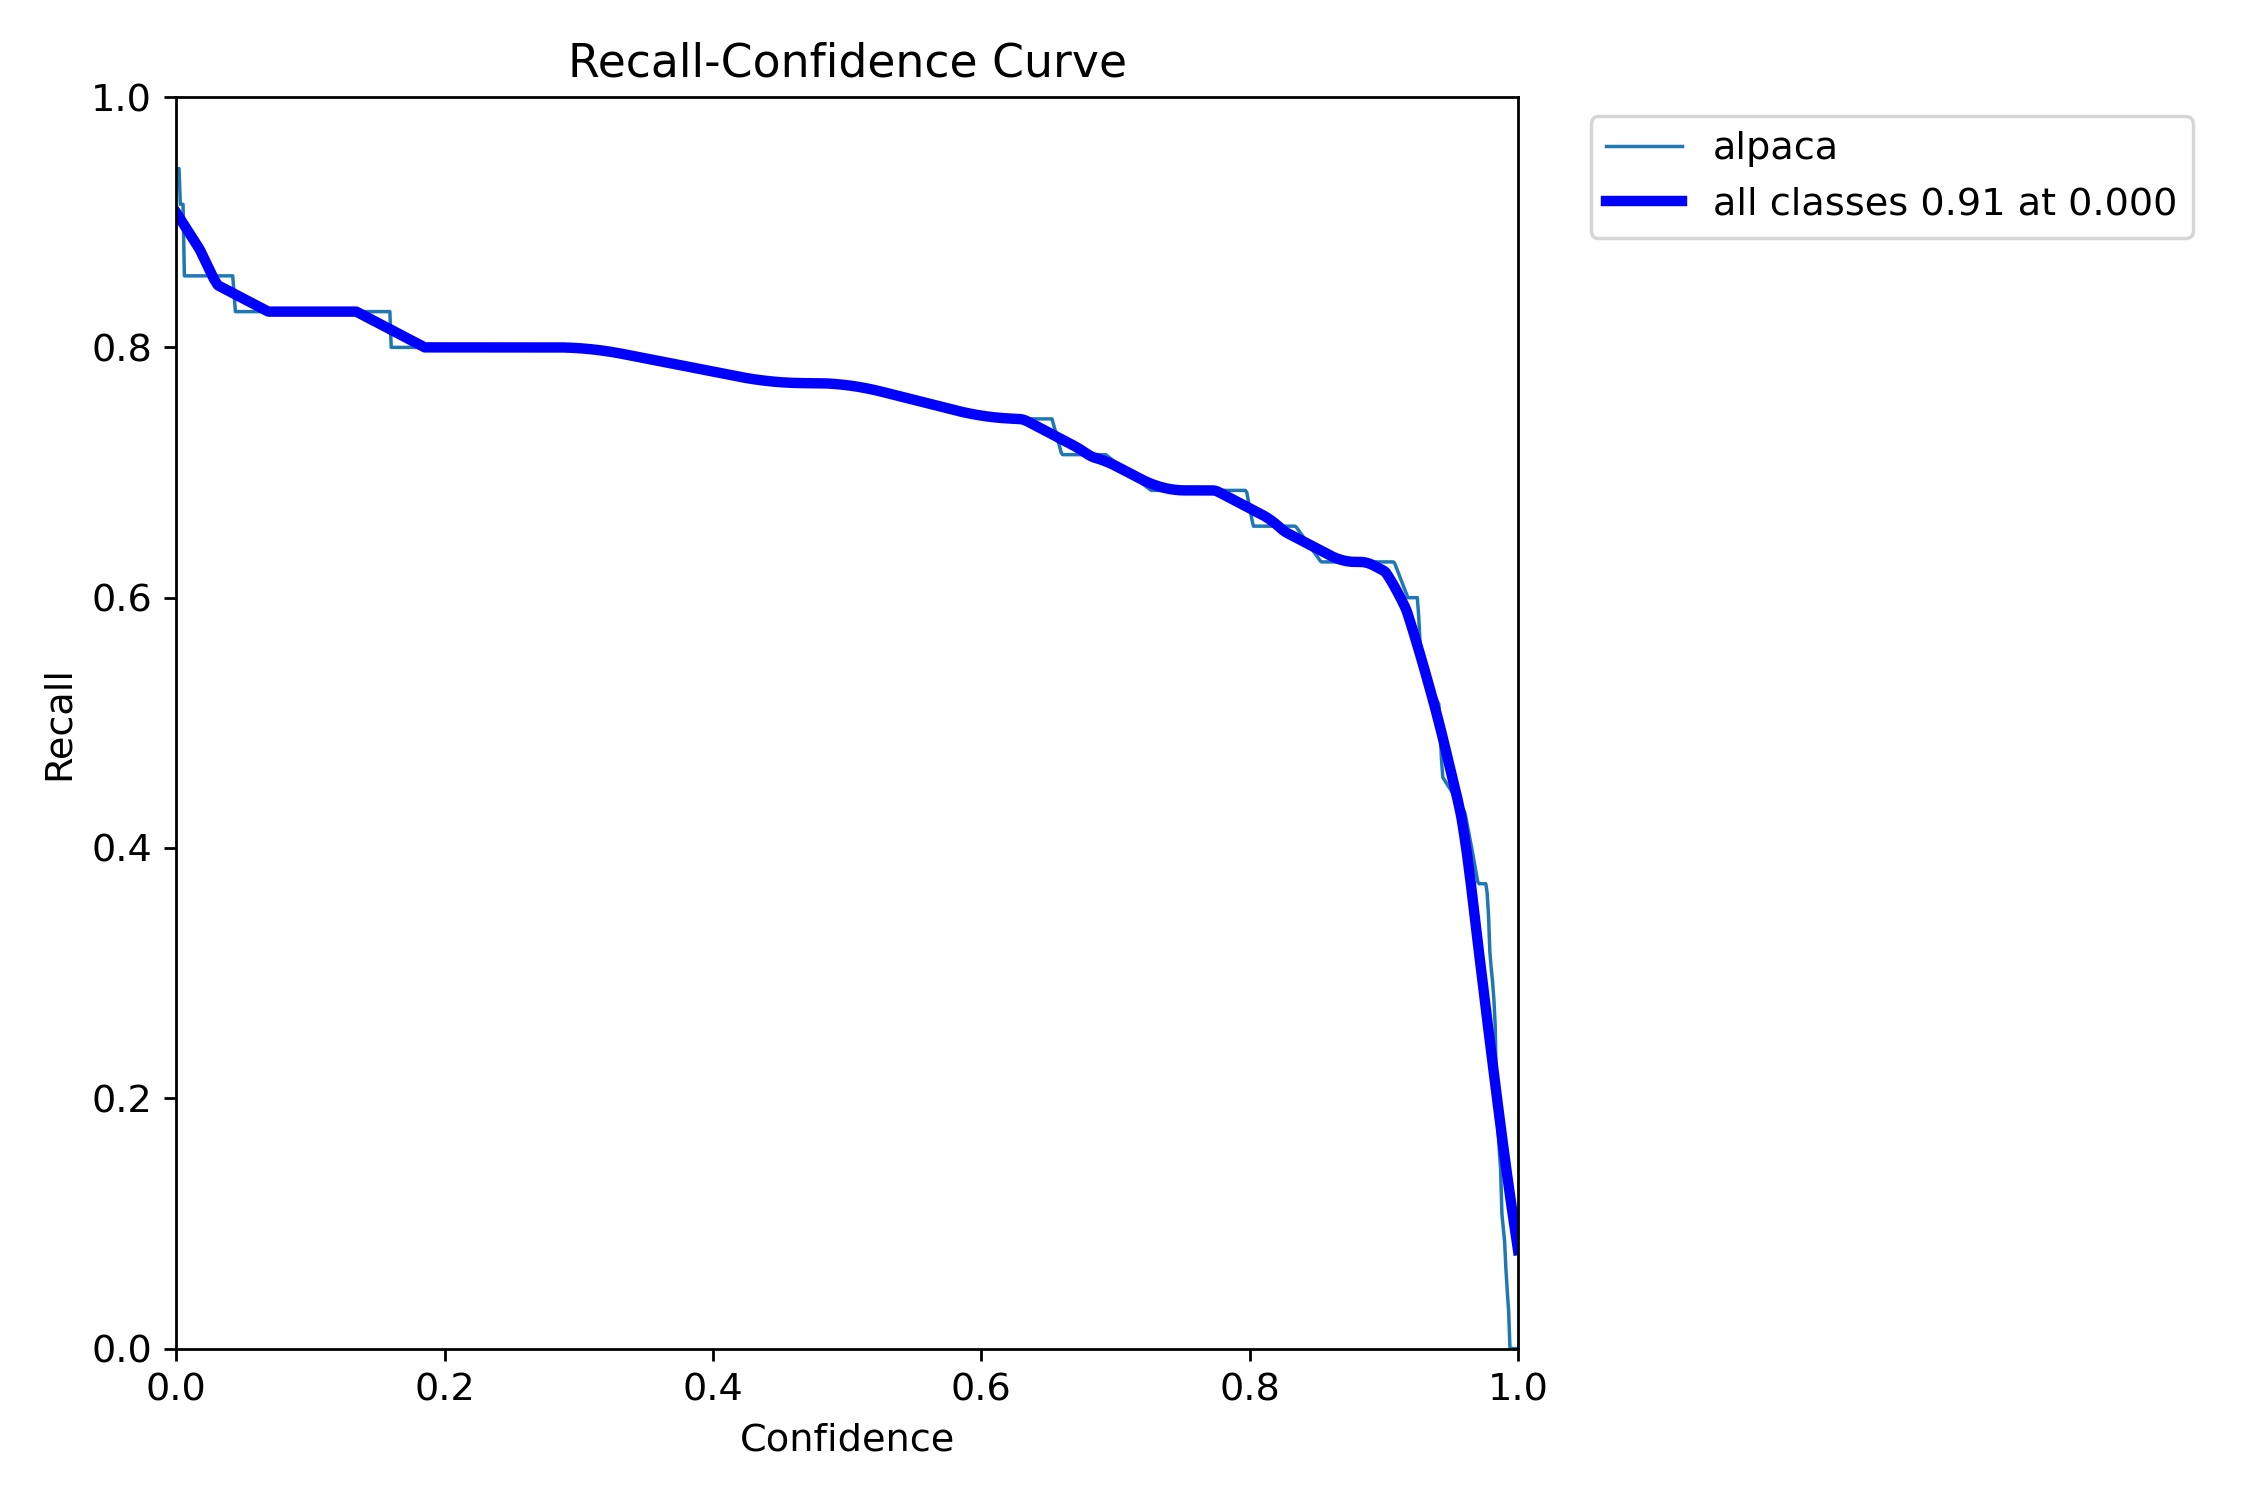 Recall-Confidence Curve
1.0
0.8
0.6
0.4
0.2
0.0
Recall
0.0 0.2 0.4 0.6 0.8 1.0
Confidence
alpaca
all classes 0.91 at 0.000